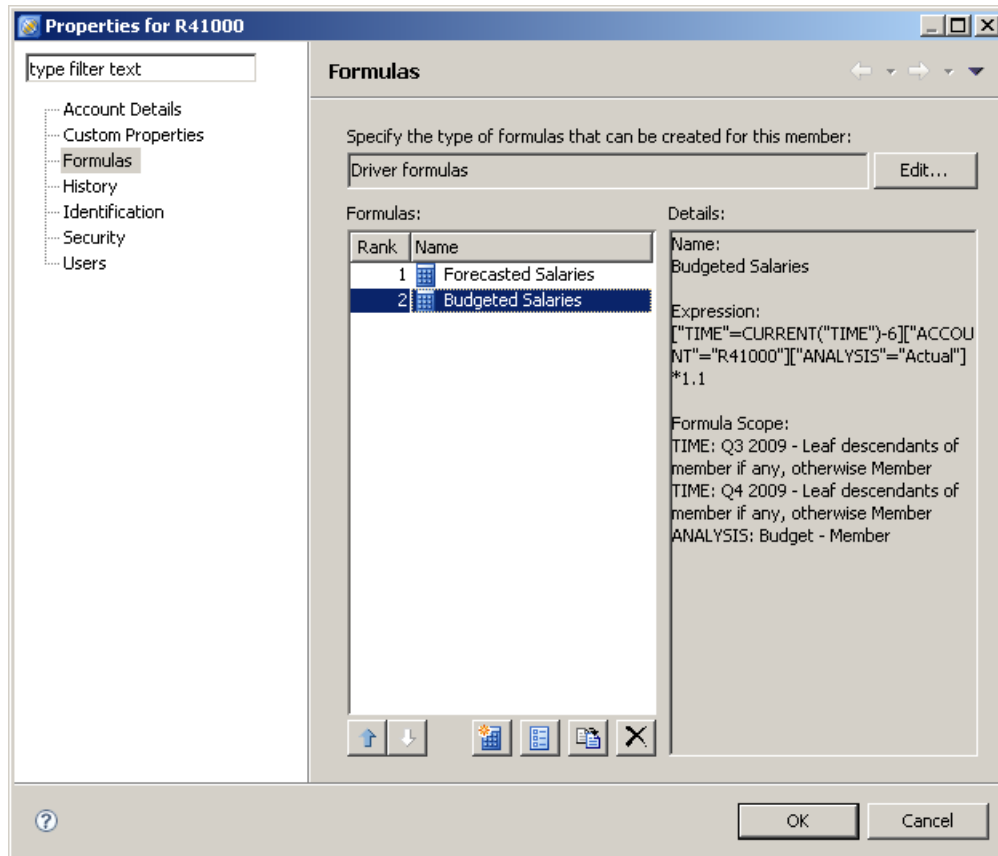 Properties for R41000
type filter text
Account Details
Custom Properties
Formulas
History
Identification
Security
Users
Formulas
Specify the type of formulas that can be created for this member:
Driver formulas
Edit...
Formulas:
Rank Name
1 Forecasted Salaries
2 Budgeted Salaries
Details:
Name:
Budgeted Salaries
Expression:
["TIME"=CURRENT("TIME")-6]["ACCOU
NT"="R41000"]["ANALYSIS"="Actual"]
*1.1
Formula Scope:
TIME: Q3 2009 - Leaf descendants of
member if any, otherwise Member
TIME: Q4 2009 - Leaf descendants of
member if any, otherwise Member
ANALYSIS: Budget - Member
OK
Cancel